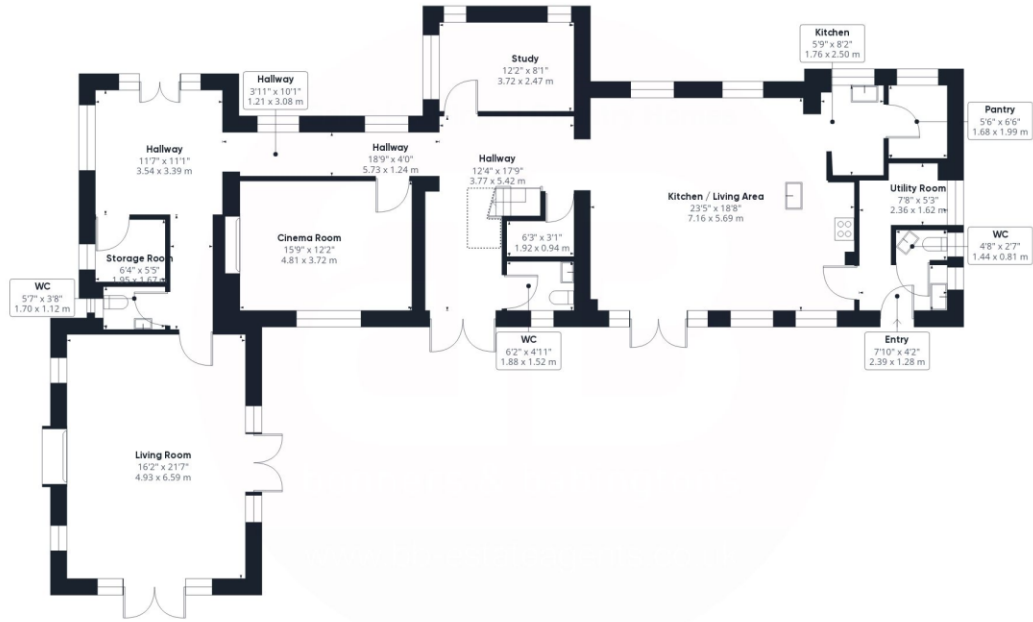 Study
12'2" x 8'1"
3.72 x 2.47 m
Kitchen
5'9" x 8'2"
1.76 x 2.50 m
Hallway
3'11" x 10'1"
1.21 x 3.08 m
Pantry
5'6" x 6'6"
1.68 x 1.99 m
Hallway
11'7" x 11'1"
3.54 x 3.39 m
Hallway
18'9" x 4'0"
5.73 x 1.24 m
Hallway
12'4" x 17'9"
3.77 x 5.42 m
Kitchen / Living Area
23'5" x 18'8"
7.16 x 5.69 m
Utility Room
7'8" x 5'3"
2.36 x 1.62 m
Cinema Room
15'9" x 12'2"
4.81 x 3.72 m
6'3" x 3'1"
1.92 x 0.94 m
WC
4'8" x 2'7"
1.44 x 0.81 m
Storage Room
6'4" x 5'5"
1.95 x 1.67 m
WC
5'7" x 3'8"
1.70 x 1.12 m
WC
6'2" x 4'11"
1.88 x 1.52 m
Entry
7'10" x 4'2"
2.39 x 1.28 m
Living Room
16'2" x 21'7"
4.93 x 6.59 m